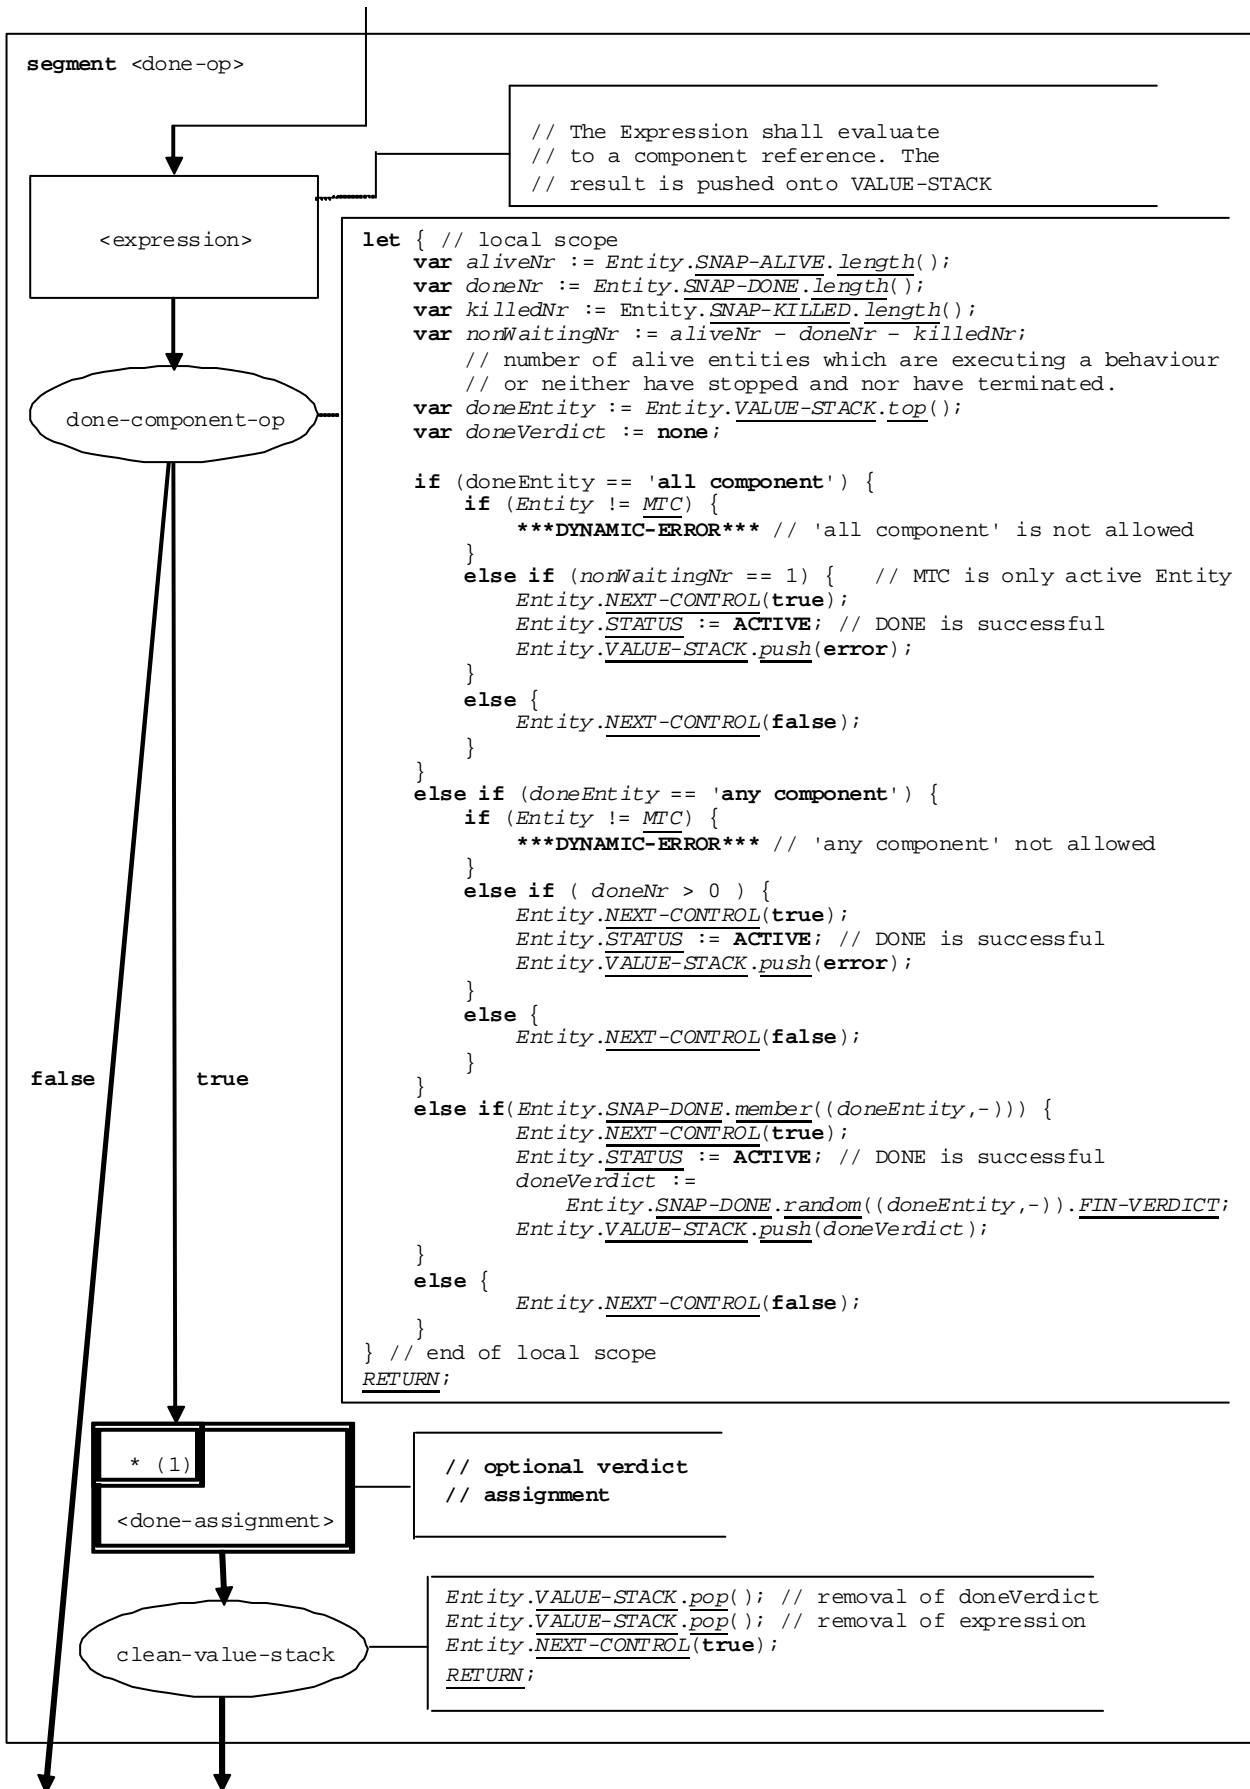 segment <done-op>
// The Expression shall evaluate
// to a component reference. The
// result is pushed onto VALUE-STACK
<expression>
let { // local scope
var aliveNr := Entity.SNAP-ALIVE.length();
var doneNr := Entity.SNAP-DONE.length();
var killedNr := Entity.SNAP-KILLED.length();
var nonWaitingNr := aliveNr – doneNr – killedNr;
// number of alive entities which are executing a behaviour
// or neither have stopped and nor have terminated.
var doneEntity := Entity.VALUE-STACK.top();
var doneVerdict := none;
if (doneEntity == 'all component') {
if (Entity != MTC) {
***DYNAMIC-ERROR*** // 'all component' is not allowed
}
else if (nonWaitingNr == 1) { // MTC is only active Entity
Entity.NEXT-CONTROL(true);
Entity.STATUS := ACTIVE; // DONE is successful
Entity.VALUE-STACK.push(error);
}
else {
Entity.NEXT-CONTROL(false);
}
}
else if (doneEntity == 'any component') {
if (Entity != MTC) {
***DYNAMIC-ERROR*** // 'any component' not allowed
}
else if ( doneNr > 0 ) {
Entity.NEXT-CONTROL(true);
Entity.STATUS := ACTIVE; // DONE is successful
Entity.VALUE-STACK.push(error);
}
else {
Entity.NEXT-CONTROL(false);
}
}
else if(Entity.SNAP-DONE.member((doneEntity,-))) {
Entity.NEXT-CONTROL(true);
Entity.STATUS := ACTIVE; // DONE is successful
doneVerdict :=
Entity.SNAP-DONE.random((doneEntity,-)).FIN-VERDICT;
Entity.VALUE-STACK.push(doneVerdict);
}
else {
Entity.NEXT-CONTROL(false);
}
} // end of local scope
RETURN;
done-component-op
false
true
* (1)
<done-assignment>
// optional verdict
// assignment
clean-value-stack
Entity.VALUE-STACK.pop(); // removal of doneVerdict
Entity.VALUE-STACK.pop(); // removal of expression
Entity.NEXT-CONTROL(true);
RETURN;